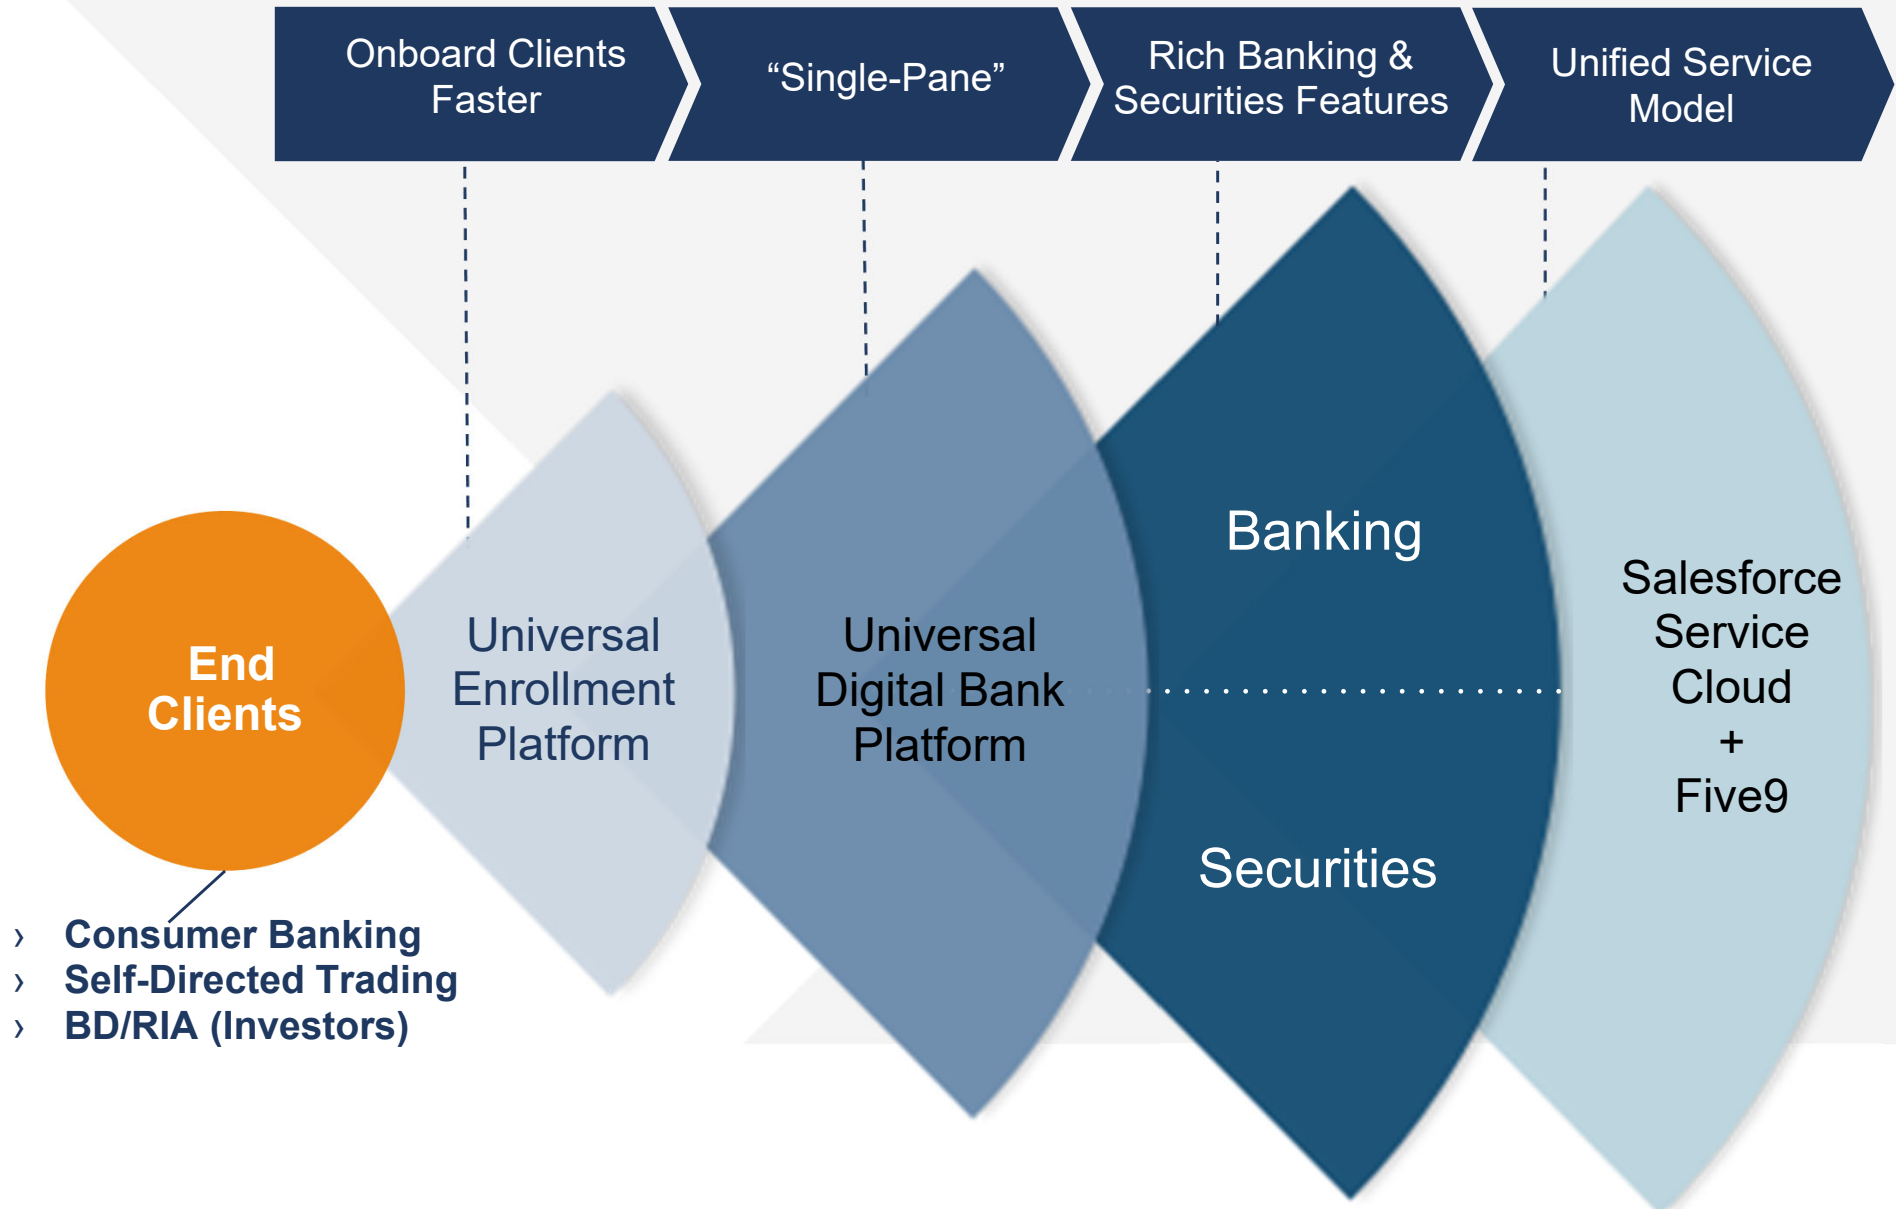 Onboard Clients
Faster
“Single-Pane”
Rich Banking &
Securities Features
Unified Service
Model
End
Clients
Universal
Enrollment
Platform
Universal
Digital Bank
Platform
Banking
Securities
Salesforce
Service
Cloud
+
Five9
› Consumer Banking
› Self-Directed Trading
› BD/RIA (Investors)